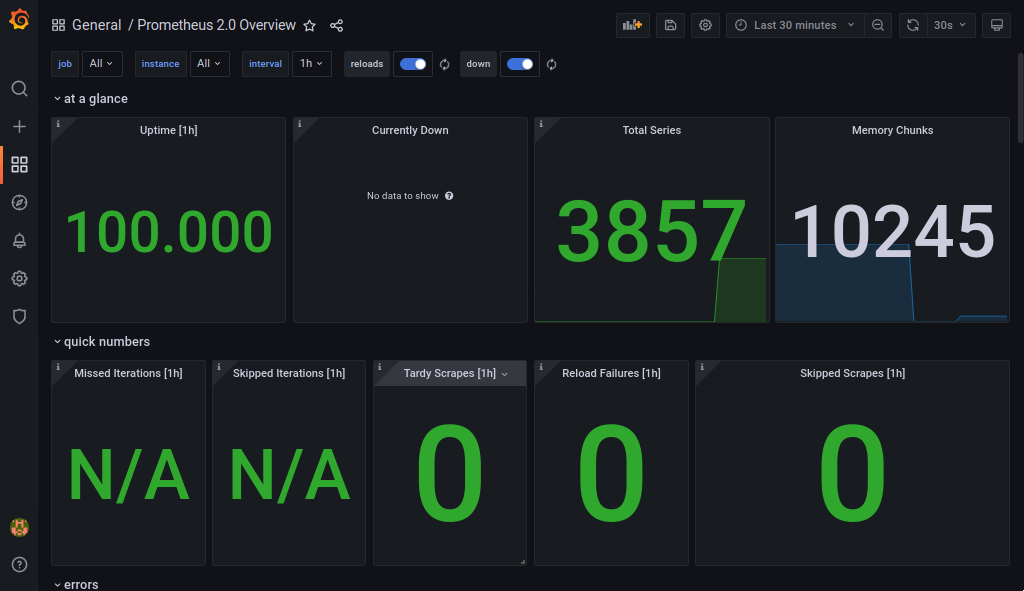 General / Prometheus 2.0 Overview
Last 30 minutes
30s
job All instance All interval 1h reloads down
at a glance
Uptime [1h]
100.000
Currently Down
No data to show
Total Series
3857
Memory Chunks
10245
quick numbers
Missed Iterations [1h]
N/A
Skipped Iterations [1h]
N/A
Tardy Scrapes [1h]
0
Reload Failures [1h]
0
Skipped Scrapes [1h]
0
errors